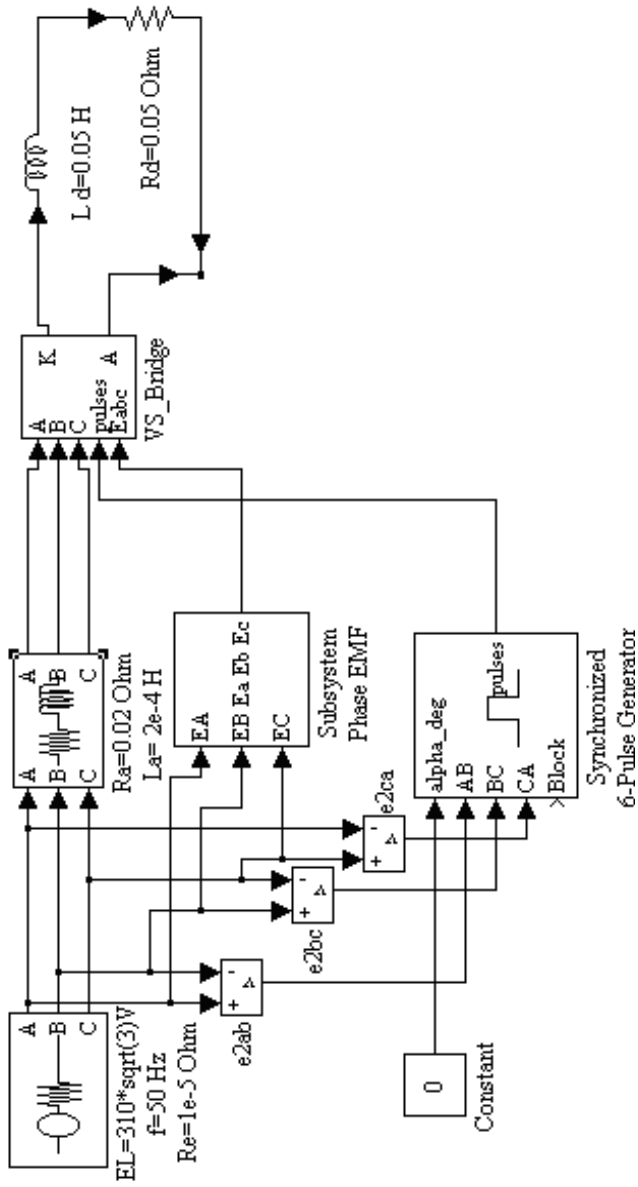 A
B
C
EL=310*sqrt(3)V
f=50 Hz
Re=1e-5 Ohm
A
B
C
A
B
C
Ra=0.02 Ohm
La= 2e-4 H
A
B
C
pulses
Eabc
K
A
VS_Bridge
L d=0.05 H
Rd=0.05 Ohm
EA
EB Ea Eb Ec
EC
Subsystem
Phase EMF
+
-
v
e2ab
+
-
v
e2bc
+
-
v
e2ca
0
Constant
alpha_deg
AB
BC
CA
>Block
pulses
Synchronized
6-Pulse Generator